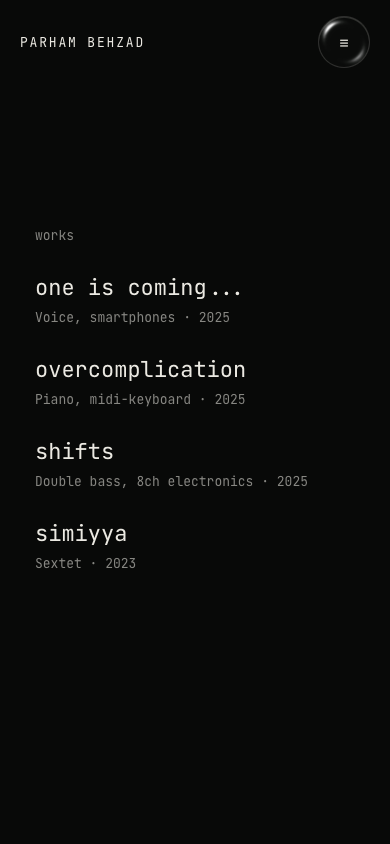 PARHAM BEHZAD
works
one is coming...
Voice, smartphones · 2025
overcomplication
Piano, midi-keyboard · 2025
shifts
Double bass, 8ch electronics · 2025
simiyya
Sextet · 2023